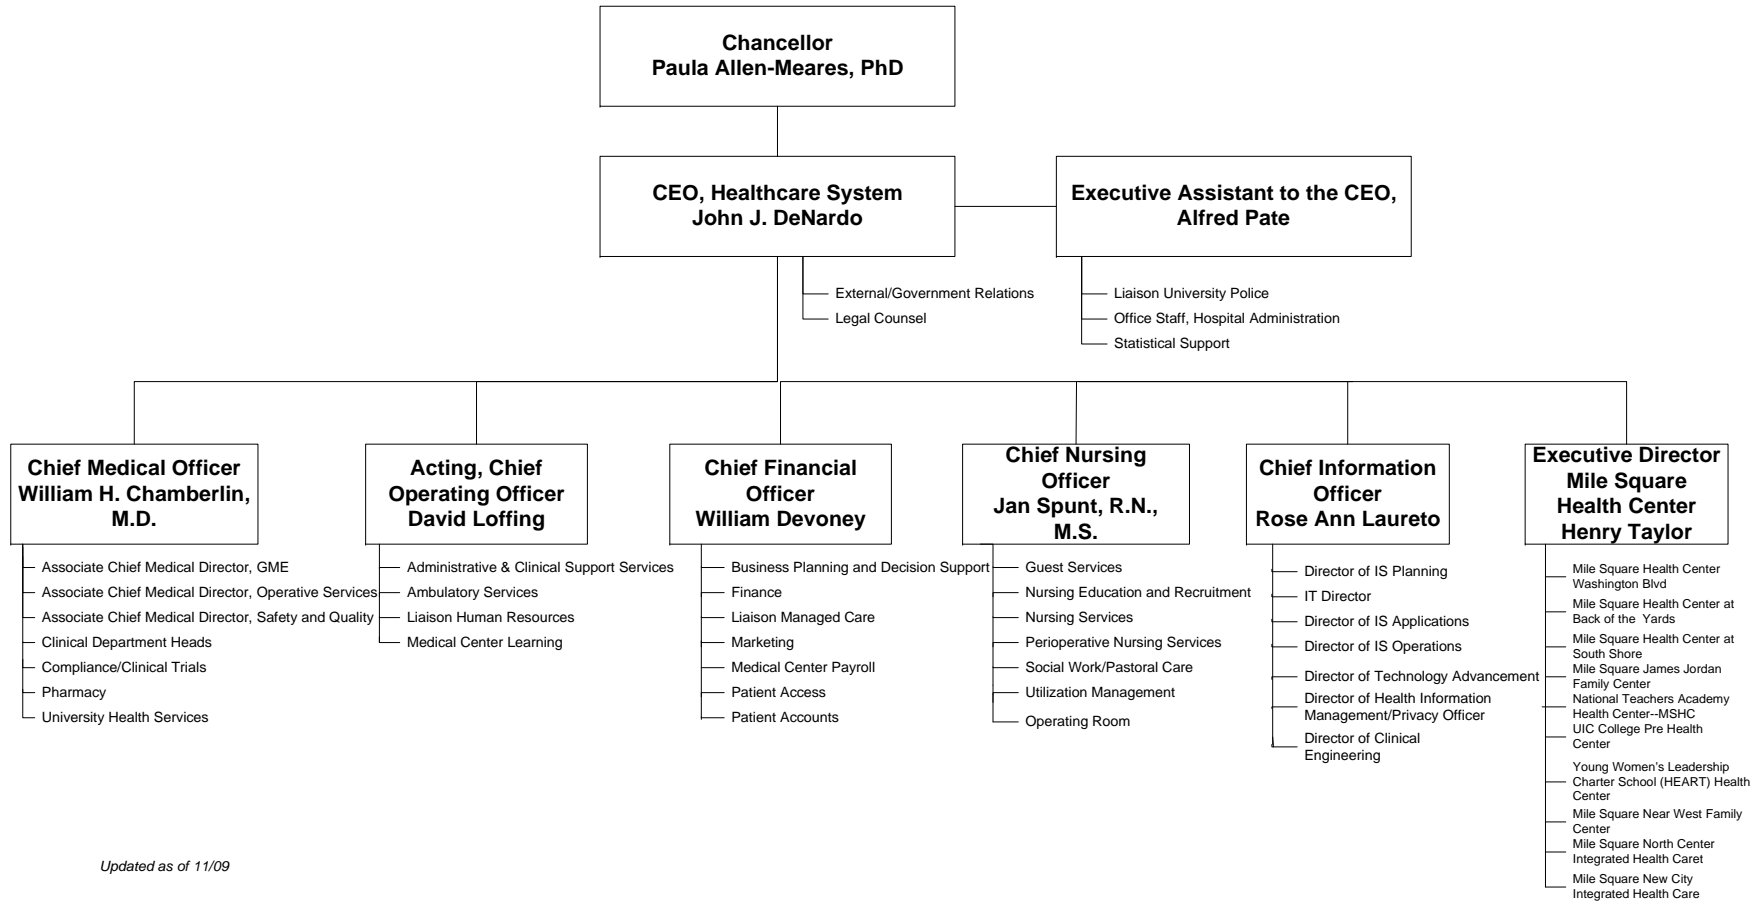 Chancellor
Paula Allen-Meares, PhD
CEO, Healthcare System
John J. DeNardo
Executive Assistant to the CEO,
Alfred Pate
External/Government Relations
Legal Counsel
Liaison University Police
Office Staff, Hospital Administration
Statistical Support
Chief Medical Officer
William H. Chamberlin,
M.D.
Associate Chief Medical Director, GME
Associate Chief Medical Director, Operative Services
Associate Chief Medical Director, Safety and Quality
Clinical Department Heads
Compliance/Clinical Trials
Pharmacy
University Health Services
Acting, Chief
Operating Officer
David Loffing
Administrative & Clinical Support Services
Ambulatory Services
Liaison Human Resources
Medical Center Learning
Chief Financial
Officer
William Devoney
Business Planning and Decision Support
Finance
Liaison Managed Care
Marketing
Medical Center Payroll
Patient Access
Patient Accounts
Chief Nursing
Officer
Jan Spunt, R.N.,
M.S.
Guest Services
Nursing Education and Recruitment
Nursing Services
Perioperative Nursing Services
Social Work/Pastoral Care
Utilization Management
Operating Room
Chief Information
Officer
Rose Ann Laureto
Director of IS Planning
IT Director
Director of IS Applications
Director of IS Operations
Director of Technology Advancement
Director of Health Information
Management/Privacy Officer
Director of Clinical
Engineering
Executive Director
Mile Square
Health Center
Henry Taylor
Mile Square Health Center
Washington Blvd
Mile Square Health Center at
Back of the  Yards
Mile Square Health Center at
South Shore
Mile Square James Jordan
Family Center
National Teachers Academy
Health Center--MSHC
UIC College Pre Health
Center
Young Women's Leadership
Charter School (HEART) Health
Center
Mile Square Near West Family
Center
Mile Square North Center
Integrated Health Caret
Mile Square New City
Integrated Health Care
Updated as of 11/09